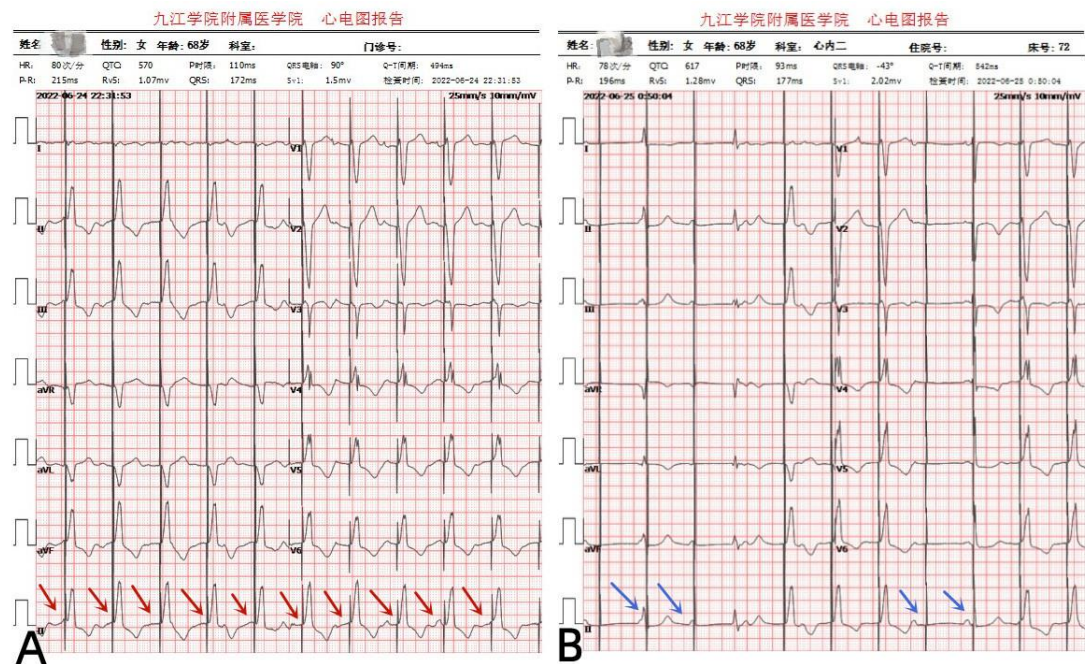 九江学院附属医学院 心电图报告
姓名 性别: 女 年龄: 68岁 科室: 门诊号:
HR: 80次/分 QTC: 570 P时限: 110ms QRS电轴: 90° Q-T间期: 494ms
P-R: 215ms RV5: 1.07mv QRS: 172ms Sv1: 1.5mv 检查时间: 2022-06-24 22:31:53
2022-06-24 22:31:53 25mm/s 10mm/mV
I V1
II V2
III V3
aVR V4
aVL V5
aVF V6
II
A
九江学院附属医学院 心电图报告
姓名: 性别: 女 年龄: 68岁 科室: 心内二 住院号: 床号: 72
HR: 78次/分 QTC: 617 P时限: 93ms QRS电轴: -43° Q-T间期: 542ms
P-R: 196ms RV5: 1.28mv QRS: 177ms Sv1: 2.02mv 检查时间: 2022-06-25 0:50:04
2022-06-25 0:50:04 25mm/s 10mm/mV
I V1
II V2
III V3
aVR V4
aVL V5
aVF V6
II
B